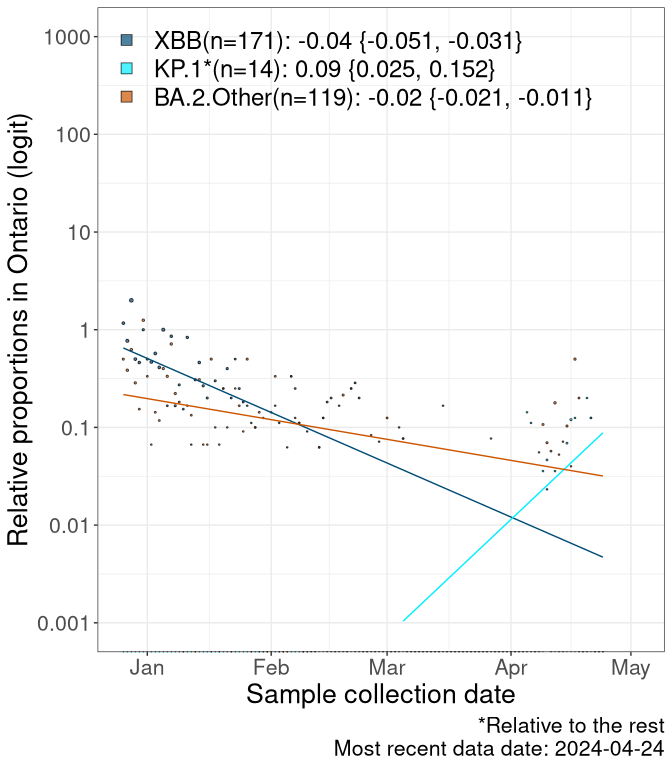 XBB(n=171): -0.04 {-0.051, -0.031}
KP.1*(n=14): 0.09 {0.025, 0.152}
BA.2.Other(n=119): -0.02 {-0.021, -0.011}
Relative proportions in Ontario (logit)
1000
100
10
1
0.1
0.01
0.001
Jan Feb Mar Apr May
Sample collection date
*Relative to the rest
Most recent data date: 2024-04-24